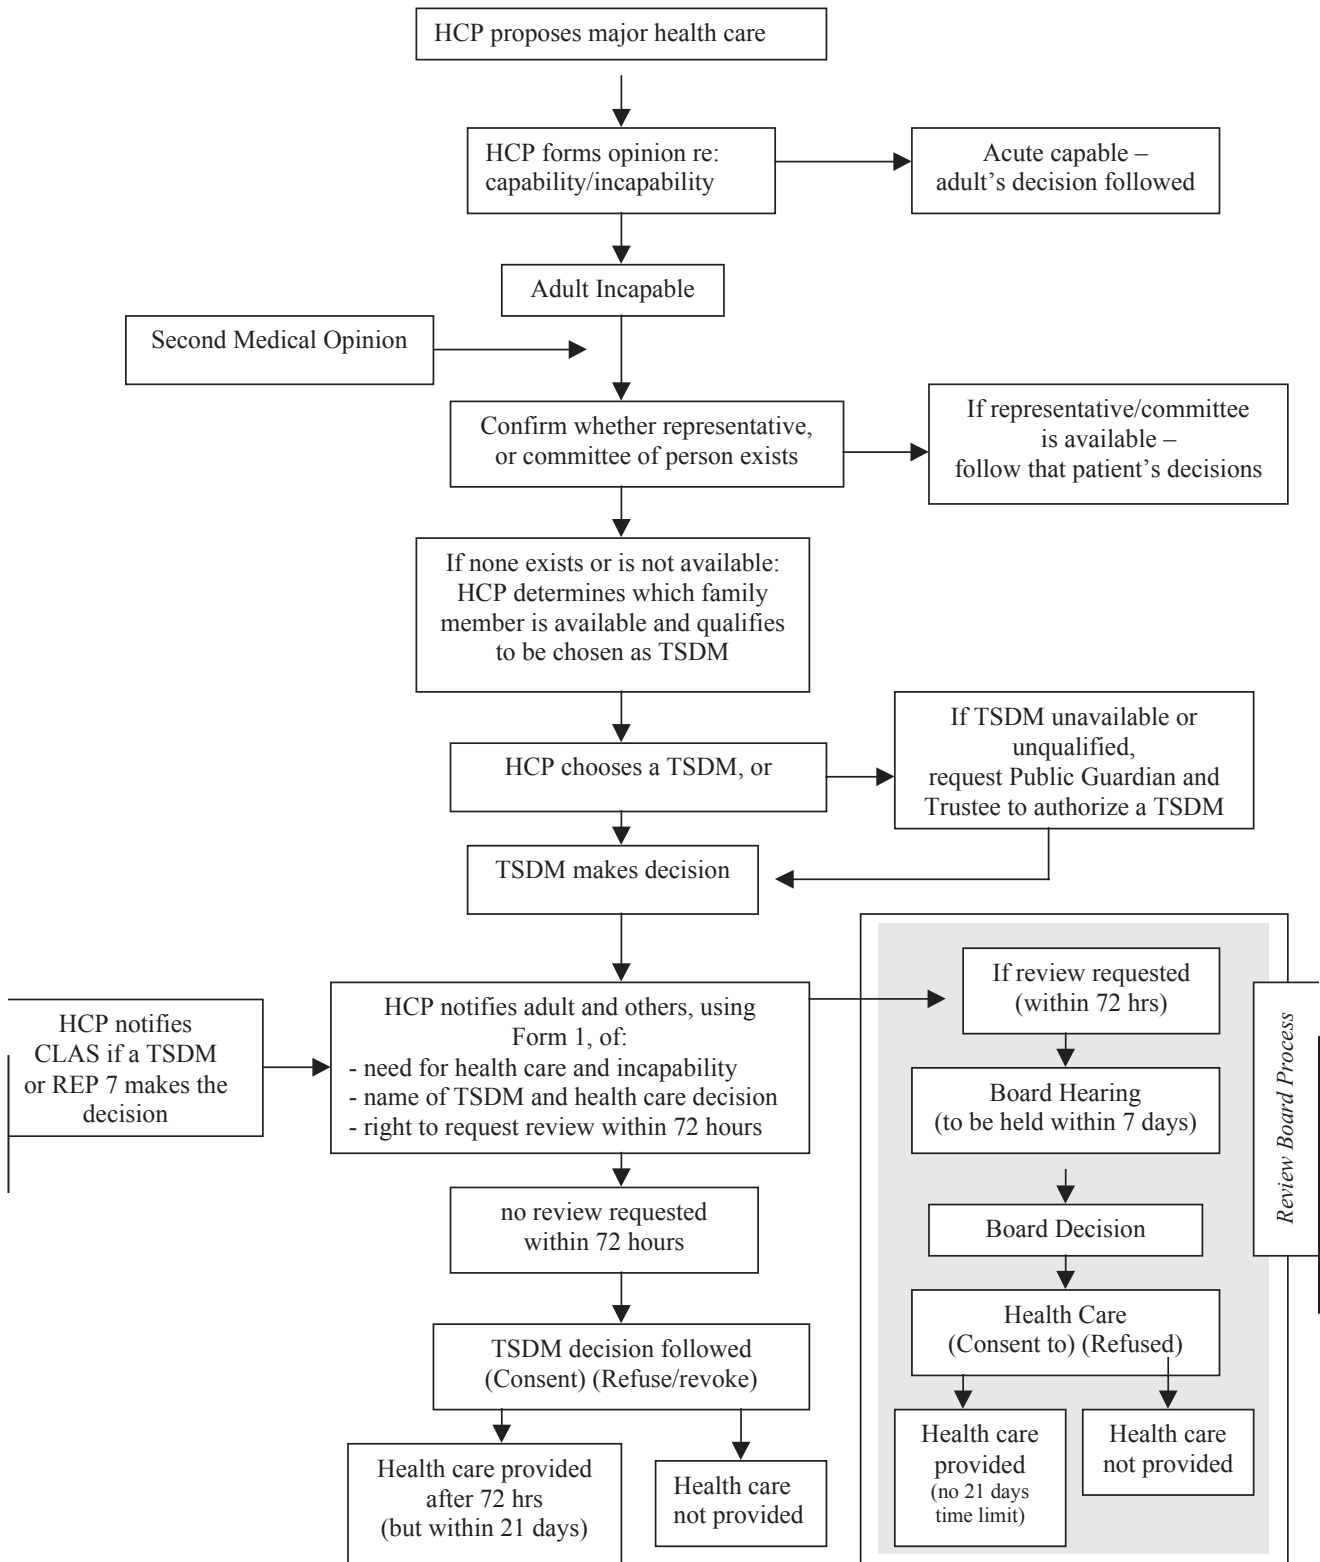 HCP proposes major health care
HCP forms opinion re:
capability/incapability
Acute capable –
adult’s decision followed
Adult Incapable
Second Medical Opinion
Confirm whether representative,
or committee of person exists
If representative/committee
is available –
follow that patient’s decisions
If none exists or is not available:
HCP determines which family
member is available and qualifies
to be chosen as TSDM
HCP chooses a TSDM, or
If TSDM unavailable or
unqualified,
request Public Guardian and
Trustee to authorize a TSDM
TSDM makes decision
HCP notifies
CLAS if a TSDM
or REP 7 makes the
decision
HCP notifies adult and others, using
Form 1, of:
- need for health care and incapability
- name of TSDM and health care decision
- right to request review within 72 hours
If review requested
(within 72 hrs)
Board Hearing
(to be held within 7 days)
Review Board Process
no review requested
within 72 hours
Board Decision
TSDM decision followed
(Consent) (Refuse/revoke)
Health Care
(Consent to) (Refused)
Health care provided
after 72 hrs
(but within 21 days)
Health care
not provided
Health care
provided
(no 21 days
time limit)
Health care
not provided